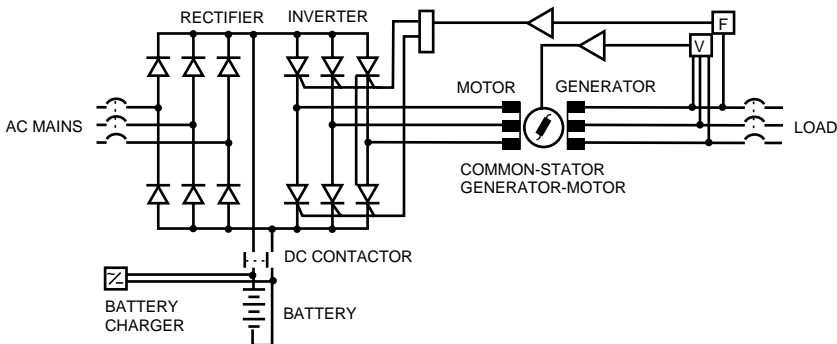 RECTIFIER INVERTER
F
V
MOTOR GENERATOR
AC MAINS
LOAD
COMMON-STATOR
GENERATOR-MOTOR
DC CONTACTOR
BATTERY
CHARGER
BATTERY